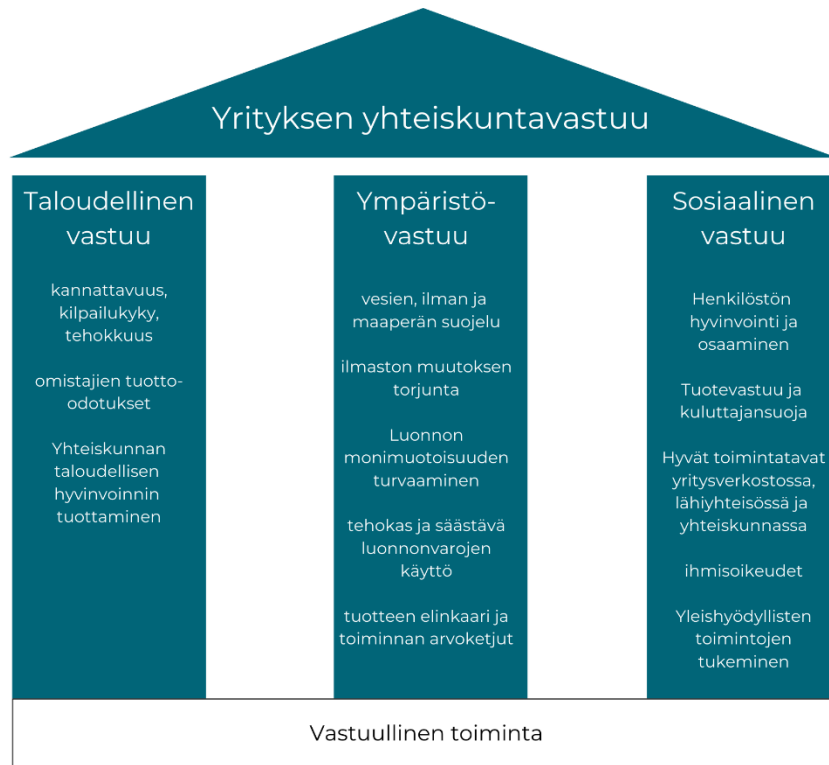 Yrityksen yhteiskuntavastuu
Taloudellinen
vastuu
kannattavuus,
kilpailukyky,
tehokkuus
omistajien tuotto-
odotukset
Yhteiskunnan
taloudellisen
hyvinvoinnin
tuottaminen
Ympäristö-
vastuu
vesien, ilman ja
maaperän suojelu
ilmaston muutoksen
torjunta
Luonnon
monimuotoisuuden
turvaaminen
tehokas ja säästävä
luonnonvarojen
käyttö
tuotteen elinkaari ja
toiminnan arvoketjut
Sosiaalinen
vastuu
Henkilöstön
hyvinvointi ja
osaaminen
Tuotevastuu ja
kuluttajansuoja
Hyvät toimintatavat
yritysverkostossa,
lähiyhteisössä ja
yhteiskunnassa
ihmisoikeudet
Yleishyödyllisten
toimintojen
tukeminen
Vastuullinen toiminta